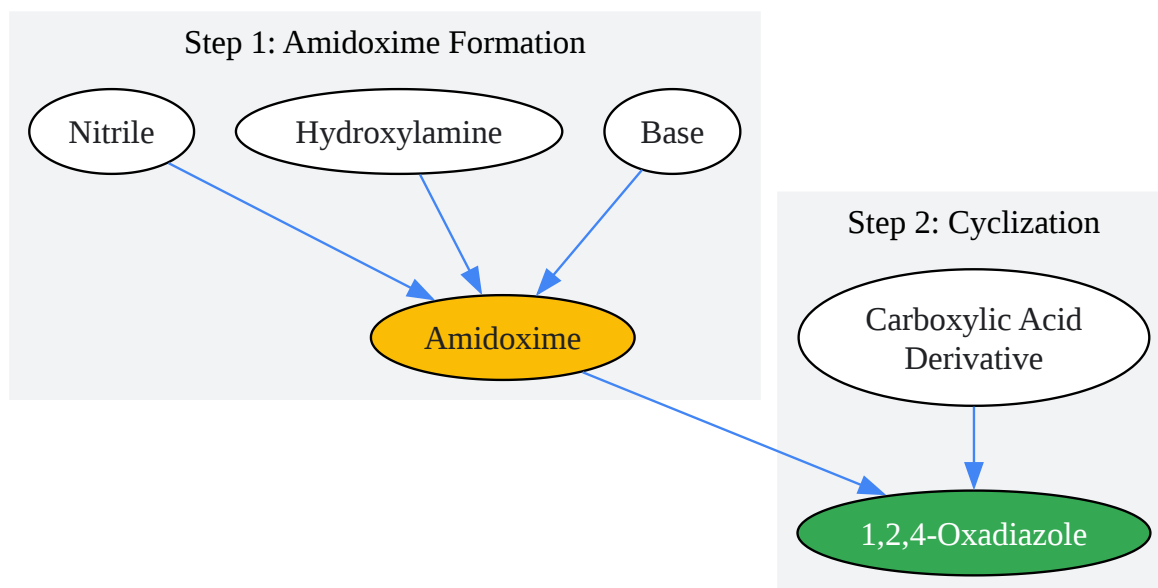 Step 1: Amidoxime Formation
Nitrile
Hydroxylamine
Base
Amidoxime
Step 2: Cyclization
Carboxylic Acid
Derivative
1,2,4-Oxadiazole